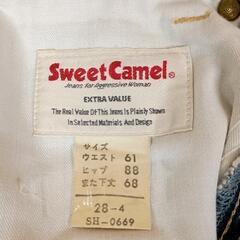 SweetCamel®
Jeans for Aggressive Woman
EXTRA VALUE
The Real Value Of This Jeans Is Plainly Shown
In Selected Materials And Design
サイズ
ウエスト 61
ヒップ 88
また下丈 68
28-4
SH-0669